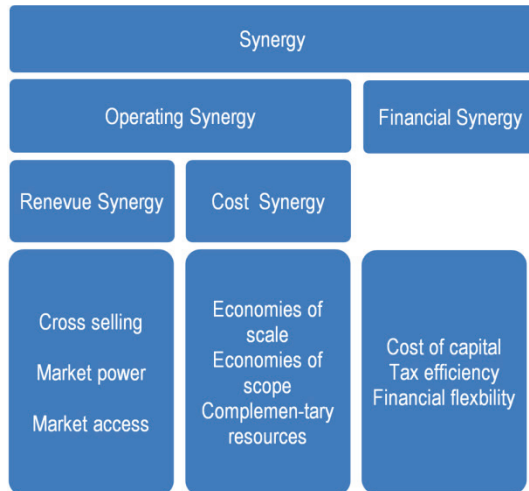 Synergy
Operating Synergy
Financial Synergy
Renevue Synergy
Cost Synergy
Cross selling
Market power
Market access
Economies of
scale
Economies of
scope
Complemen-tary
resources
Cost of capital
Tax efficiency
Financial flexbility